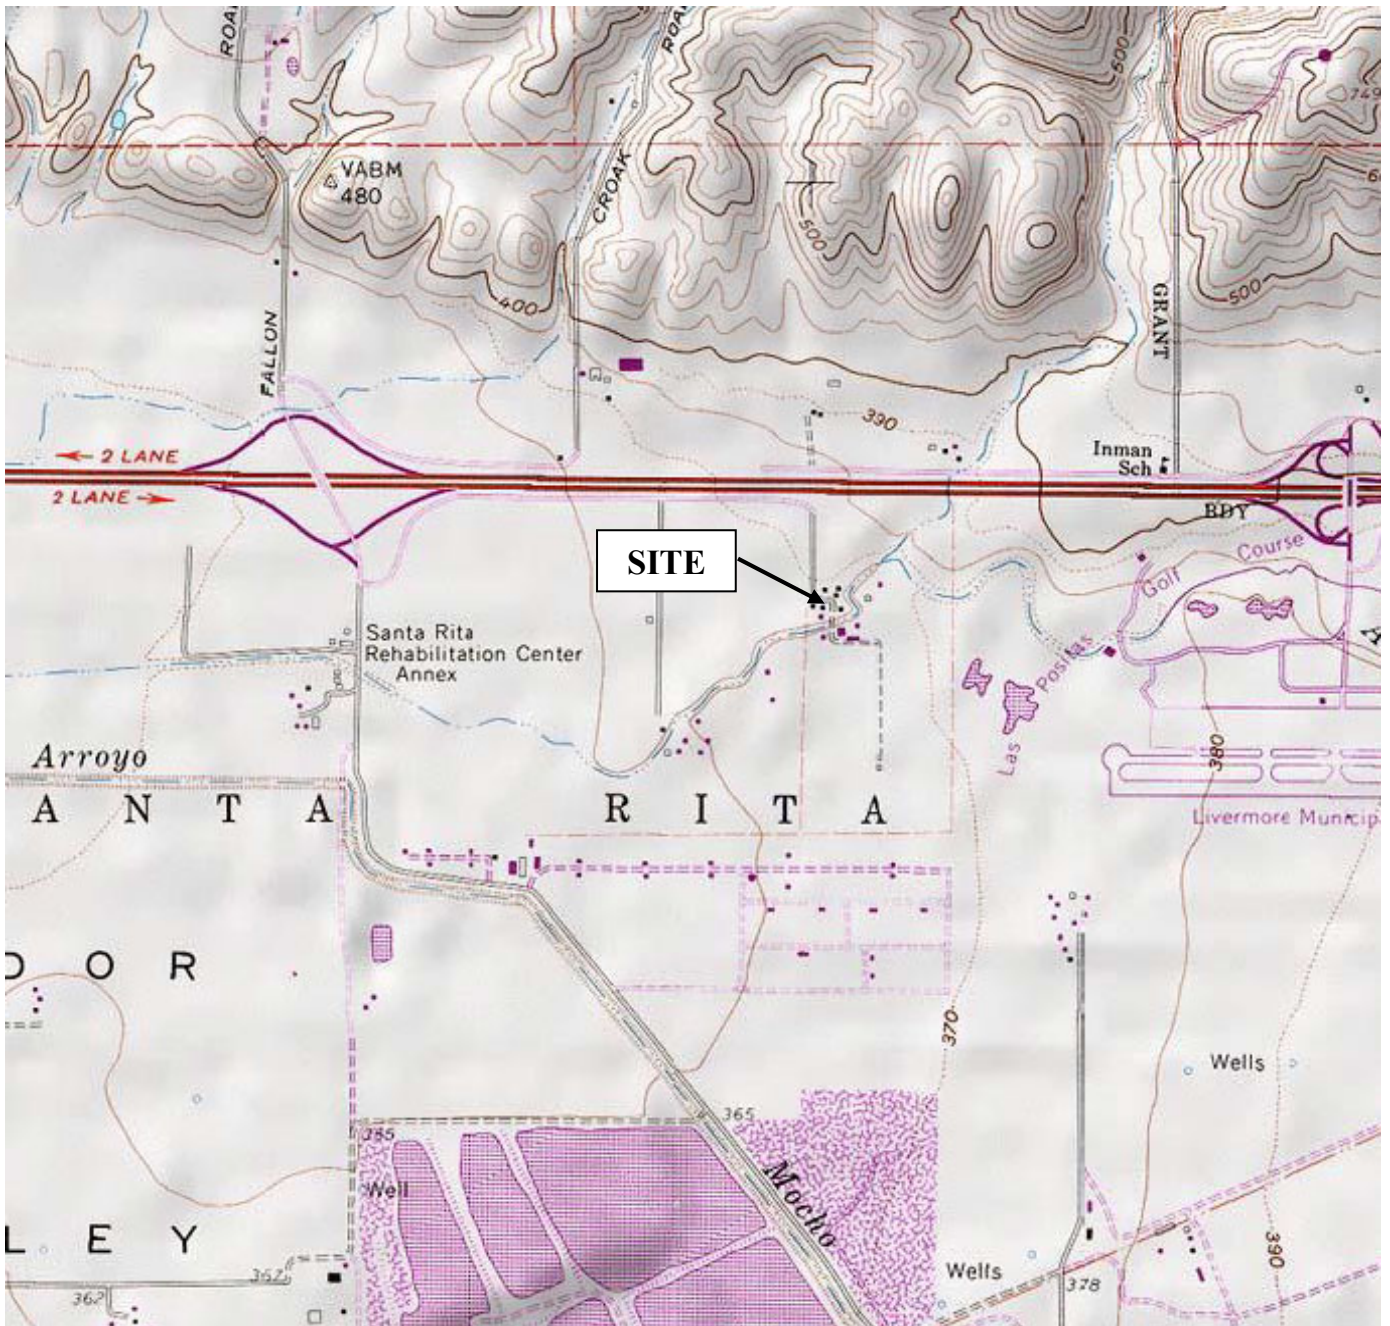 ROAD
ROAD
500
749
VABM
480
CROAK
500
400
500
FALLON
GRANT
390
2 LANE
Inman
Sch
2 LANE
BDY
SITE
Golf
Course
Santa Rita
Rehabilitation Center
Annex
Las
Positas
380
Arroyo
A N T A
R I T A
Livermore Municip
D O R
370
Wells
365
355
Well
Mocho
L E Y
390
367
Wells
378
362